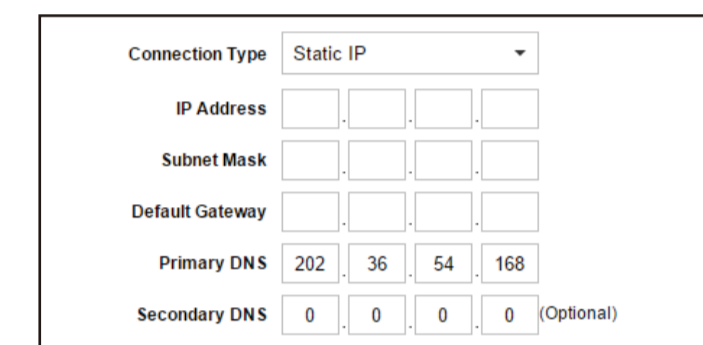 Connection Type Static IP
IP Address . . .
Subnet Mask . . .
Default Gateway . . .
Primary DNS 202 . 36 . 54 . 168
Secondary DNS 0 . 0 . 0 . 0 (Optional)